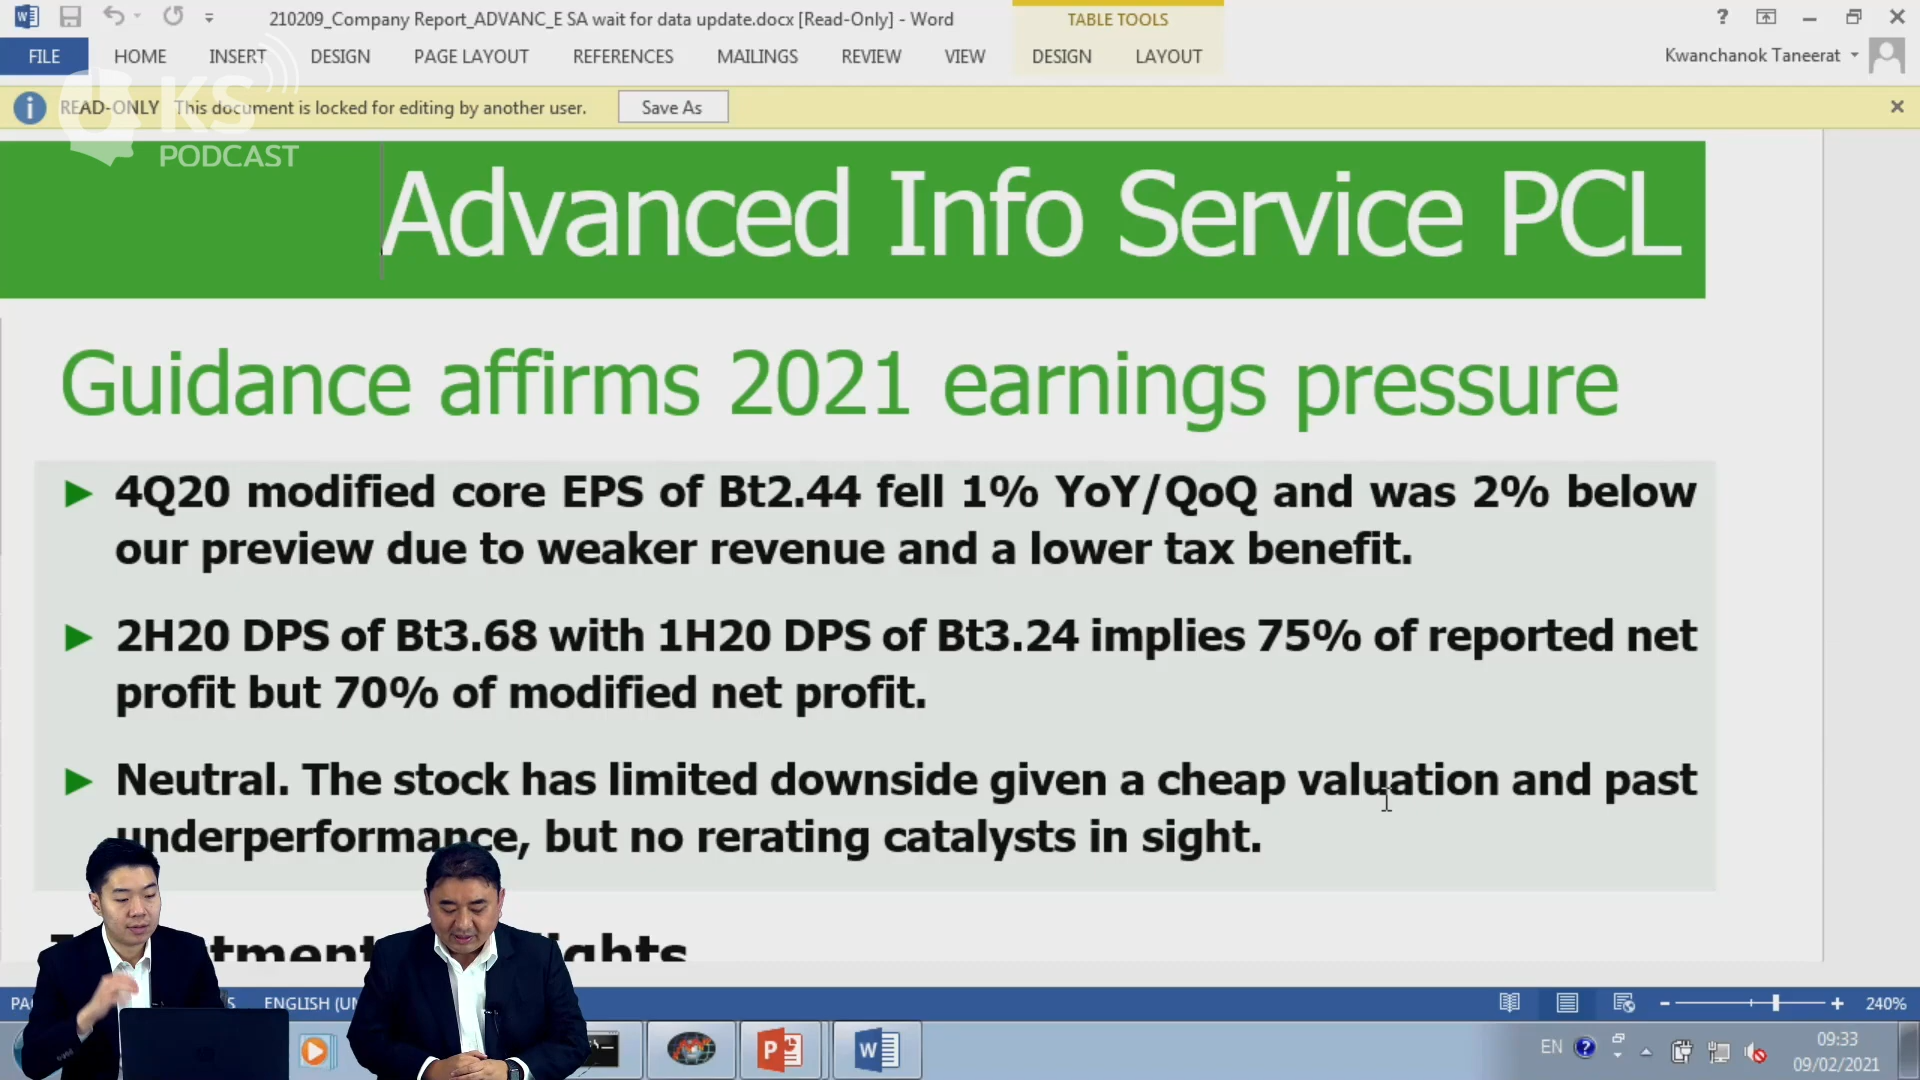 210209_Company Report_ADVANC_E SA wait for data update.docx [Read-Only] - Word
TABLE TOOLS
FILE HOME INSERT DESIGN PAGE LAYOUT REFERENCES MAILINGS REVIEW VIEW DESIGN LAYOUT
Kwanchanok Taneerat
READ-ONLY This document is locked for editing by another user. Save As
KS
PODCAST
Advanced Info Service PCL
Guidance affirms 2021 earnings pressure
4Q20 modified core EPS of Bt2.44 fell 1% YoY/QoQ and was 2% below
our preview due to weaker revenue and a lower tax benefit.
2H20 DPS of Bt3.68 with 1H20 DPS of Bt3.24 implies 75% of reported net
profit but 70% of modified net profit.
Neutral. The stock has limited downside given a cheap valuation and past
underperformance, but no rerating catalysts in sight.
ENGLISH
240%
EN
09:33
09/02/2021